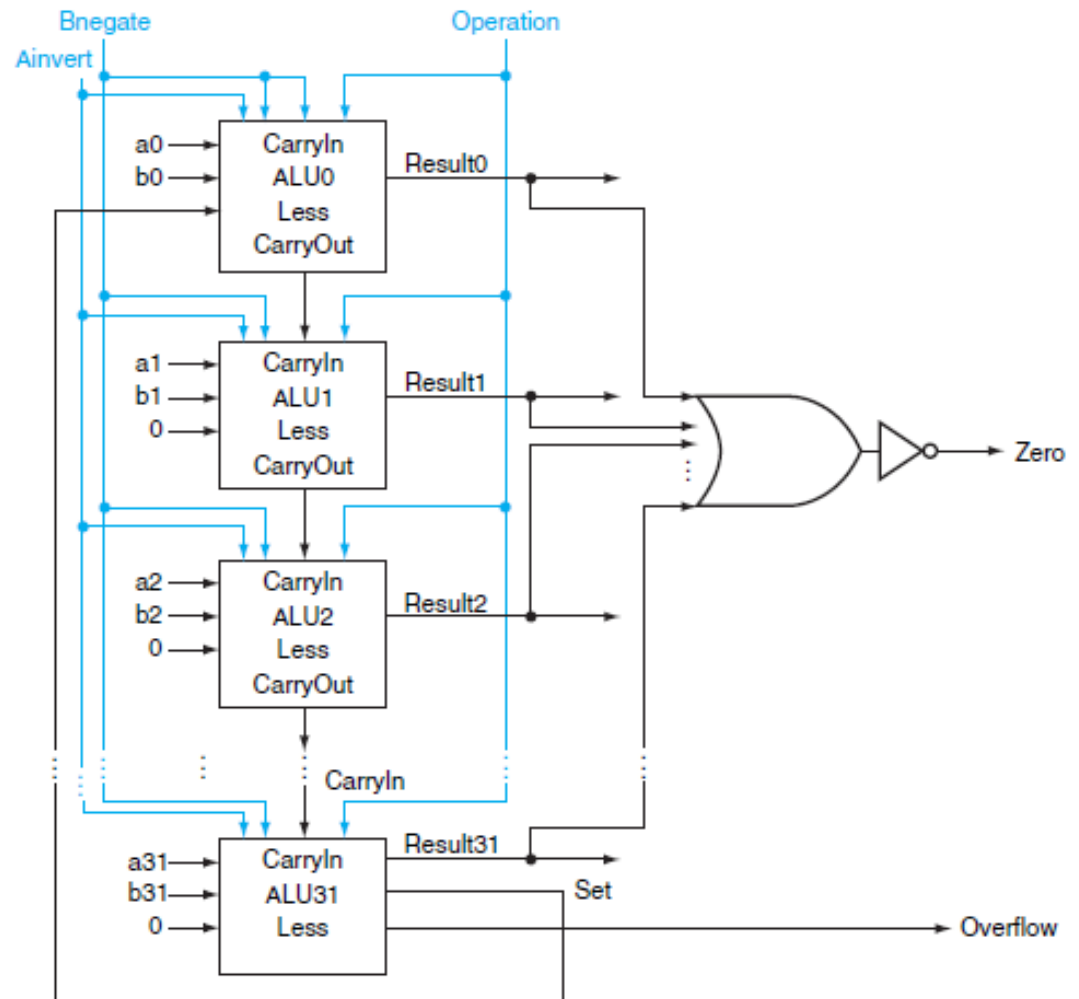 Bnegate
Operation
Ainvert
a0
b0
CarryIn
ALU0
Less
CarryOut
Result0
a1
b1
0
CarryIn
ALU1
Less
CarryOut
Result1
Zero
a2
b2
0
CarryIn
ALU2
Less
CarryOut
Result2
CarryIn
a31
b31
0
CarryIn
ALU31
Less
Result31
Set
Overflow